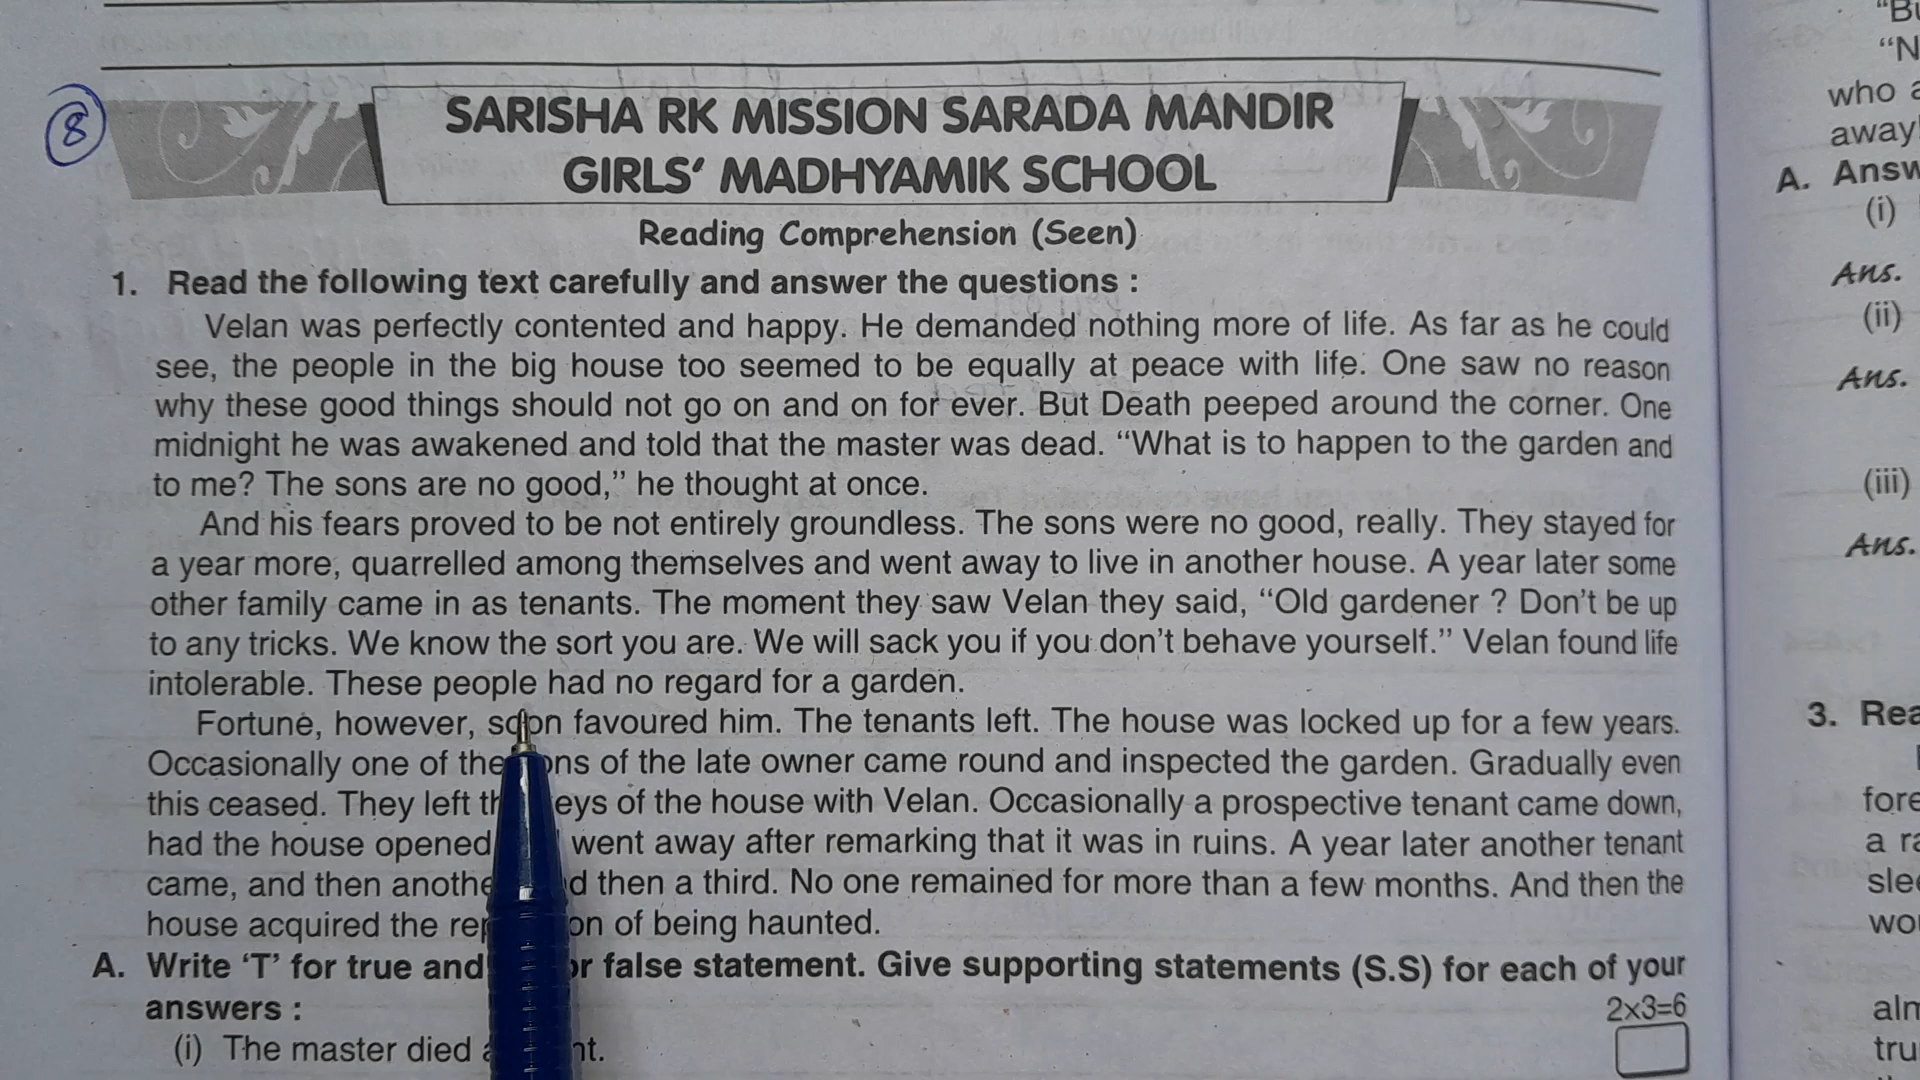 8
SARISHA RK MISSION SARADA MANDIR
GIRLS' MADHYAMIK SCHOOL
Reading Comprehension (Seen)
1. Read the following text carefully and answer the questions :
Velan was perfectly contented and happy. He demanded nothing more of life. As far as he could
see, the people in the big house too seemed to be equally at peace with life. One saw no reason
why these good things should not go on and on for ever. But Death peeped around the corner. One
midnight he was awakened and told that the master was dead. “What is to happen to the garden and
to me? The sons are no good,” he thought at once.
And his fears proved to be not entirely groundless. The sons were no good, really. They stayed for
a year more, quarrelled among themselves and went away to live in another house. A year later some
other family came in as tenants. The moment they saw Velan they said, “Old gardener ? Don't be up
to any tricks. We know the sort you are. We will sack you if you don't behave yourself.” Velan found life
intolerable. These people had no regard for a garden.
Fortune, however, soon favoured him. The tenants left. The house was locked up for a few years.
Occasionally one of the sons of the late owner came round and inspected the garden. Gradually even
this ceased. They left the keys of the house with Velan. Occasionally a prospective tenant came down,
had the house opened went away after remarking that it was in ruins. A year later another tenant
came, and then another and then a third. No one remained for more than a few months. And then the
house acquired the reputation of being haunted.
A. Write ‘T’ for true and for false statement. Give supporting statements (S.S) for each of your
answers :
2x3=6
(i) The master died
“N
who
away
A. Answ
(i)
Ans.
(ii)
Ans.
(iii)
Ans.
3. Rea
fore
a ra
slee
wo
alm
tru